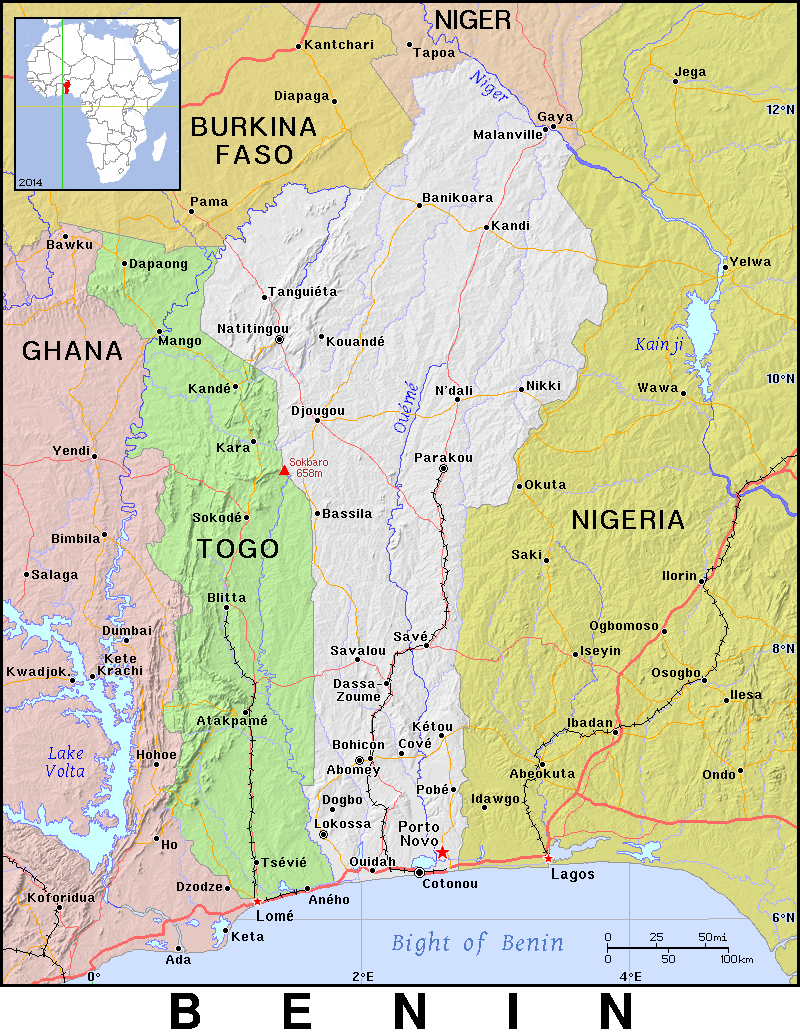 NIGER
Kantchari
Tapoa
Jega
Niger
Diapaga
12°N
BURKINA
FASO
Gaya
Malanville
2014
Pama
Banikoara
Kandi
Bawku
Dapaong
Yelwa
Tanguiéta
Natitingou
Kouandé
Mango
GHANA
Kainji
Kandé
N'dali
Nikki
Wawa
10°N
Ouémé
Djougou
Kara
Yendi
Sokbaro
658m
Parakou
Okuta
Sokodé
Bassila
NIGERIA
Bimbila
TOGO
Saki
Salaga
Ilorin
Blitta
Dumbai
Ogbomoso
Kete
Krachi
Kwadjok.
Savalou
Savé
Iseyin
8°N
Dassa-
Zoume
Osogbo
Ilesa
Atakpamé
Kétou
Ibadan
Lake
Volta
Hohoe
Bohicon
Cové
Abomey
Abeokuta
Ondo
Pobé
Idawgo
Dogbo
Lokossa
Porto
Novo
Ho
Tsévié
Ouidah
Cotonou
Lagos
Koforidua
Dzodze
Aného
Lomé
6°N
Keta
Ada
Bight of Benin
0 25 50mi
0 50 100km
0°
2°E
4°E
BENIN